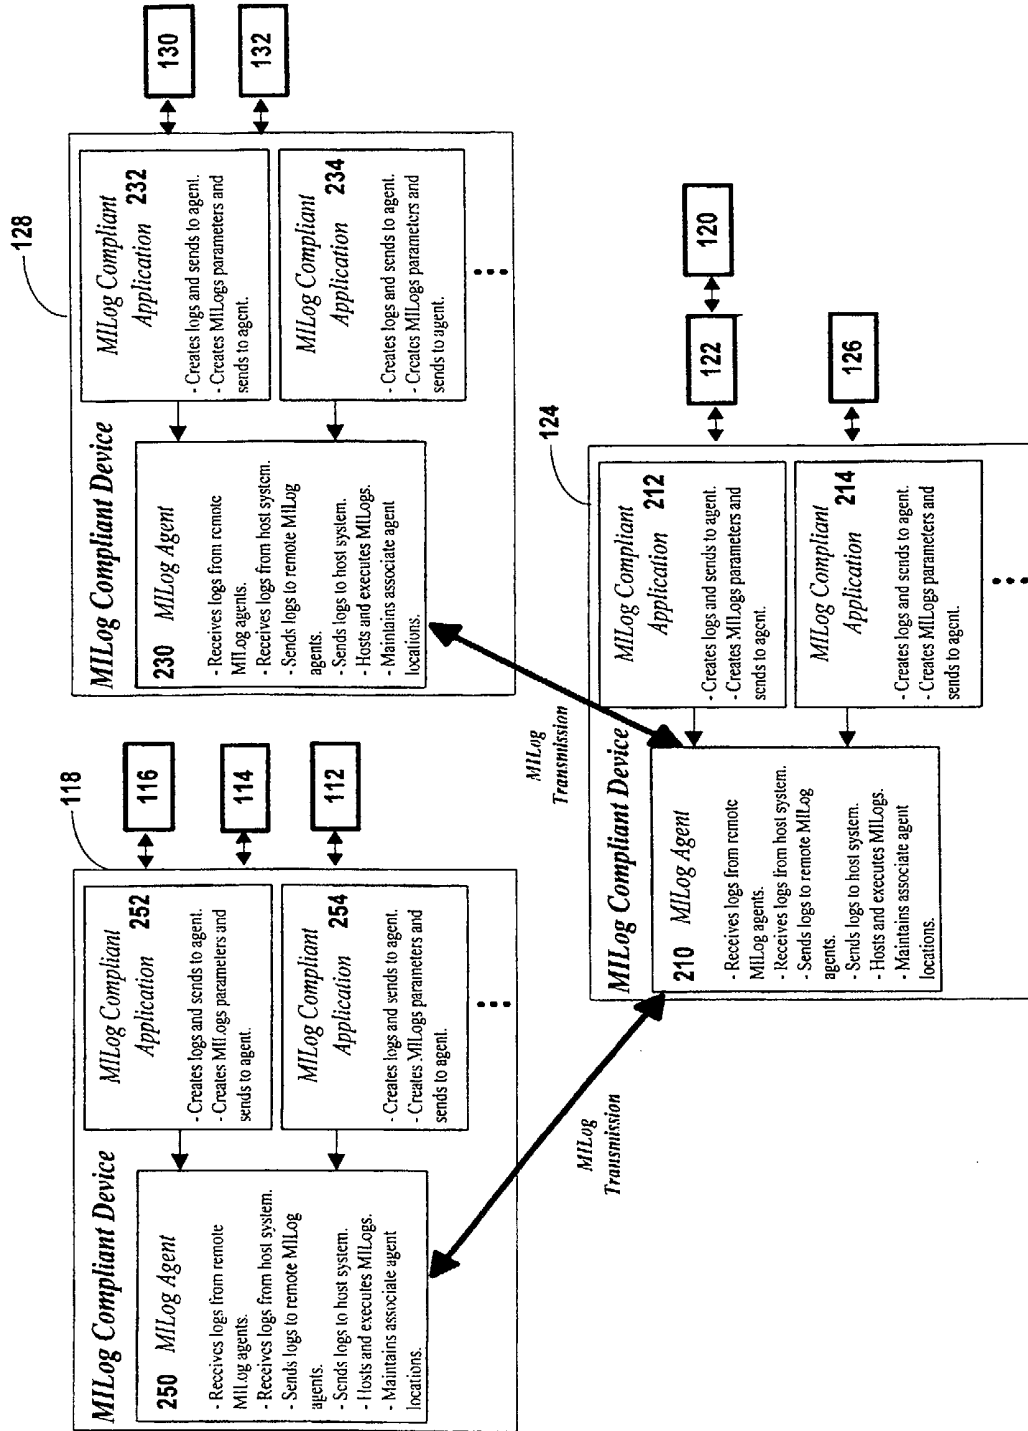 118
MILog Compliant Device
250 MILog Agent
- Receives logs from remote
MILog agents.
- Receives logs from host system.
- Sends logs to remote MILog
agents.
- Sends logs to host system.
- Hosts and executes MILogs.
- Maintains associate agent
locations.
MILog Compliant
Application 252
- Creates logs and sends to agent.
- Creates MILogs parameters and
sends to agent.
MILog Compliant
Application 254
- Creates logs and sends to agent.
- Creates MILogs parameters and
sends to agent.
116
114
112
128
MILog Compliant Device
230 MILog Agent
- Receives logs from remote
MILog agents.
- Receives logs from host system.
- Sends logs to remote MILog
agents.
- Sends logs to host system.
- Hosts and executes MILogs.
- Maintains associate agent
locations.
MILog Compliant
Application 232
- Creates logs and sends to agent.
- Creates MILogs parameters and
sends to agent.
MILog Compliant
Application 234
- Creates logs and sends to agent.
- Creates MILogs parameters and
sends to agent.
130
132
MILog
Transmission
MILog
Transmission
124
MILog Compliant Device
210 MILog Agent
- Receives logs from remote
MILog agents.
- Receives logs from host system.
- Sends logs to remote MILog
agents.
- Sends logs to host system.
- Hosts and executes MILogs.
- Maintains associate agent
locations.
MILog Compliant
Application 212
- Creates logs and sends to agent.
- Creates MILogs parameters and
sends to agent.
MILog Compliant
Application 214
- Creates logs and sends to agent.
- Creates MILogs parameters and
sends to agent.
122
120
126